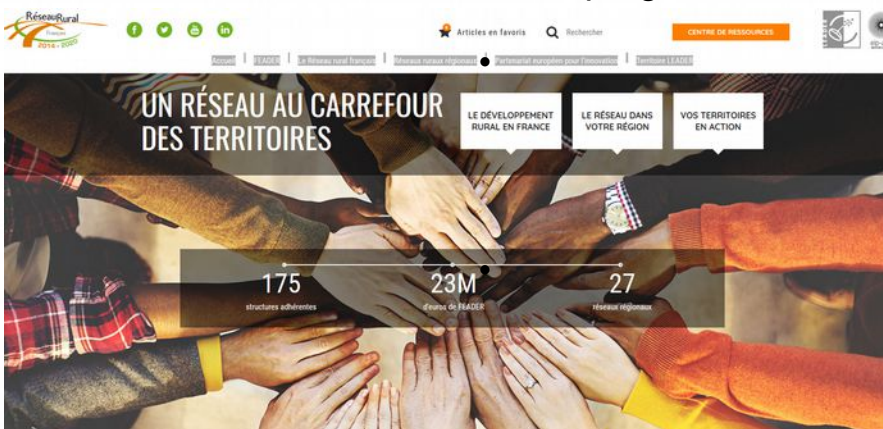 RéseauRural
Français
2014 - 2020
Articles en favoris
Rechercher
CENTRE DE RESSOURCES
Accueil | FEADER | Le Réseau rural français | Réseaux ruraux régionaux | Partenariat européen pour l'innovation | Territoire LEADER
UN RÉSEAU AU CARREFOUR
DES TERRITOIRES
LE DÉVELOPPEMENT
RURAL EN FRANCE
LE RÉSEAU DANS
VOTRE RÉGION
VOS TERRITOIRES
EN ACTION
175
structures adhérentes
23M
d'euros de FEADER
27
réseaux régionaux